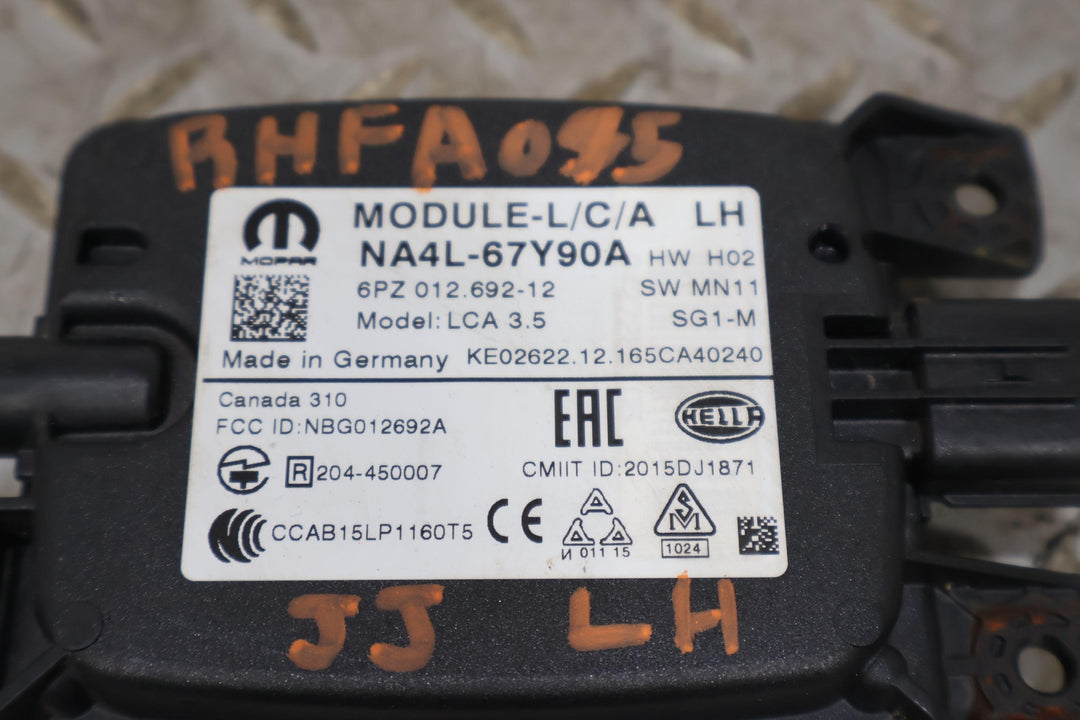 RHFA095
MODULE-L/C/A LH
MOPAR
NA4L-67Y90A HW H02
6PZ 012.692-12 SW MN11
Model: LCA 3.5 SG1-M
Made in Germany KE02622.12.165CA40240
Canada 310
FCC ID:NBG012692A
EAC
HELLA
R 204-450007
CMIIT ID:2015DJ1871
CCAB15LP1160T5
CE
A
A A
И 011 15
S
M
1024
JJ LH